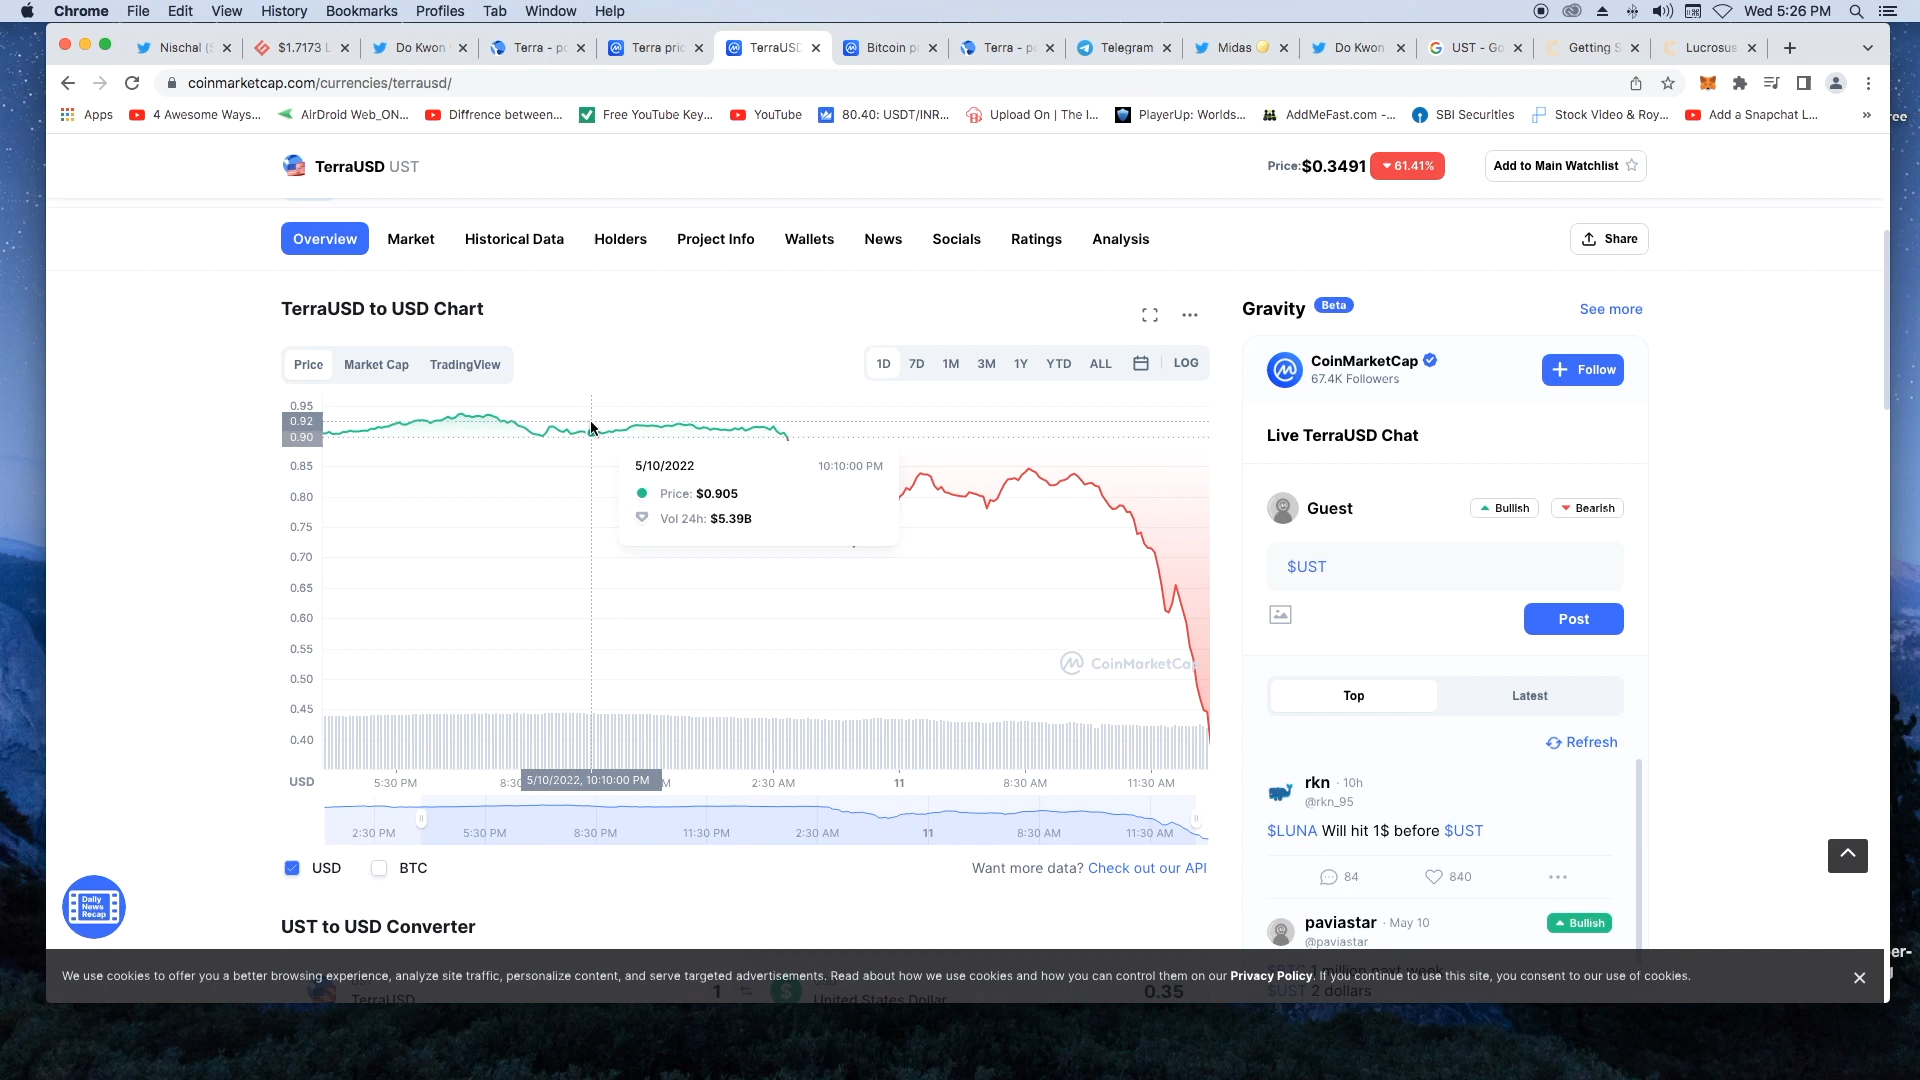 Chrome File Edit View History Bookmarks Profiles Tab Window Help Wed 5:26 PM
Nischal ( $1.7173 L Do Kwon Terra - po Terra pric TerraUSD Bitcoin p Terra - p Telegram Midas Do Kwon UST - Go Getting S Lucrosus
coinmarketcap.com/currencies/terrausd/
Apps 4 Awesome Ways... AirDroid Web_ON... Diffrence between... Free YouTube Key... YouTube 80.40: USDT/INR... Upload On | The I... PlayerUp: Worlds... AddMeFast.com -... SBI Securities Stock Video & Roy... Add a Snapchat L... »
TerraUSD UST Price: $0.3491 61.41% Add to Main Watchlist
Overview Market Historical Data Holders Project Info Wallets News Socials Ratings Analysis Share
TerraUSD to USD Chart
Price Market Cap TradingView 1D 7D 1M 3M 1Y YTD ALL LOG
0.95
0.92
0.90
0.85
0.80
0.75
0.70
0.65
0.60
0.55
0.50
0.45
0.40
5/10/2022 10:10:00 PM
Price: $0.905
Vol 24h: $5.39B
CoinMarketCap
USD 5:30 PM 8:30 5/10/2022, 10:10:00 PM M 2:30 AM 11 8:30 AM 11:30 AM
2:30 PM 5:30 PM 8:30 PM 11:30 PM 2:30 AM 11 8:30 AM 11:30 AM
USD BTC Want more data? Check out our API
UST to USD Converter
Daily
News
Recap
Gravity Beta See more
CoinMarketCap
67.4K Followers
Follow
Live TerraUSD Chat
Guest Bullish Bearish
$UST
Post
Top Latest
Refresh
rkn · 10h
@rkn_95
$LUNA Will hit 1$ before $UST
84 840
paviastar · May 10 Bullish
@paviastar
We use cookies to offer you a better browsing experience, analyze site traffic, personalize content, and serve targeted advertisements. Read about how we use cookies and how you can control them on our Privacy Policy. If you continue to use this site, you consent to our use of cookies.
TerraUSD 1 United States Dollar 0.35
$UST 2 dollars
ree
er-